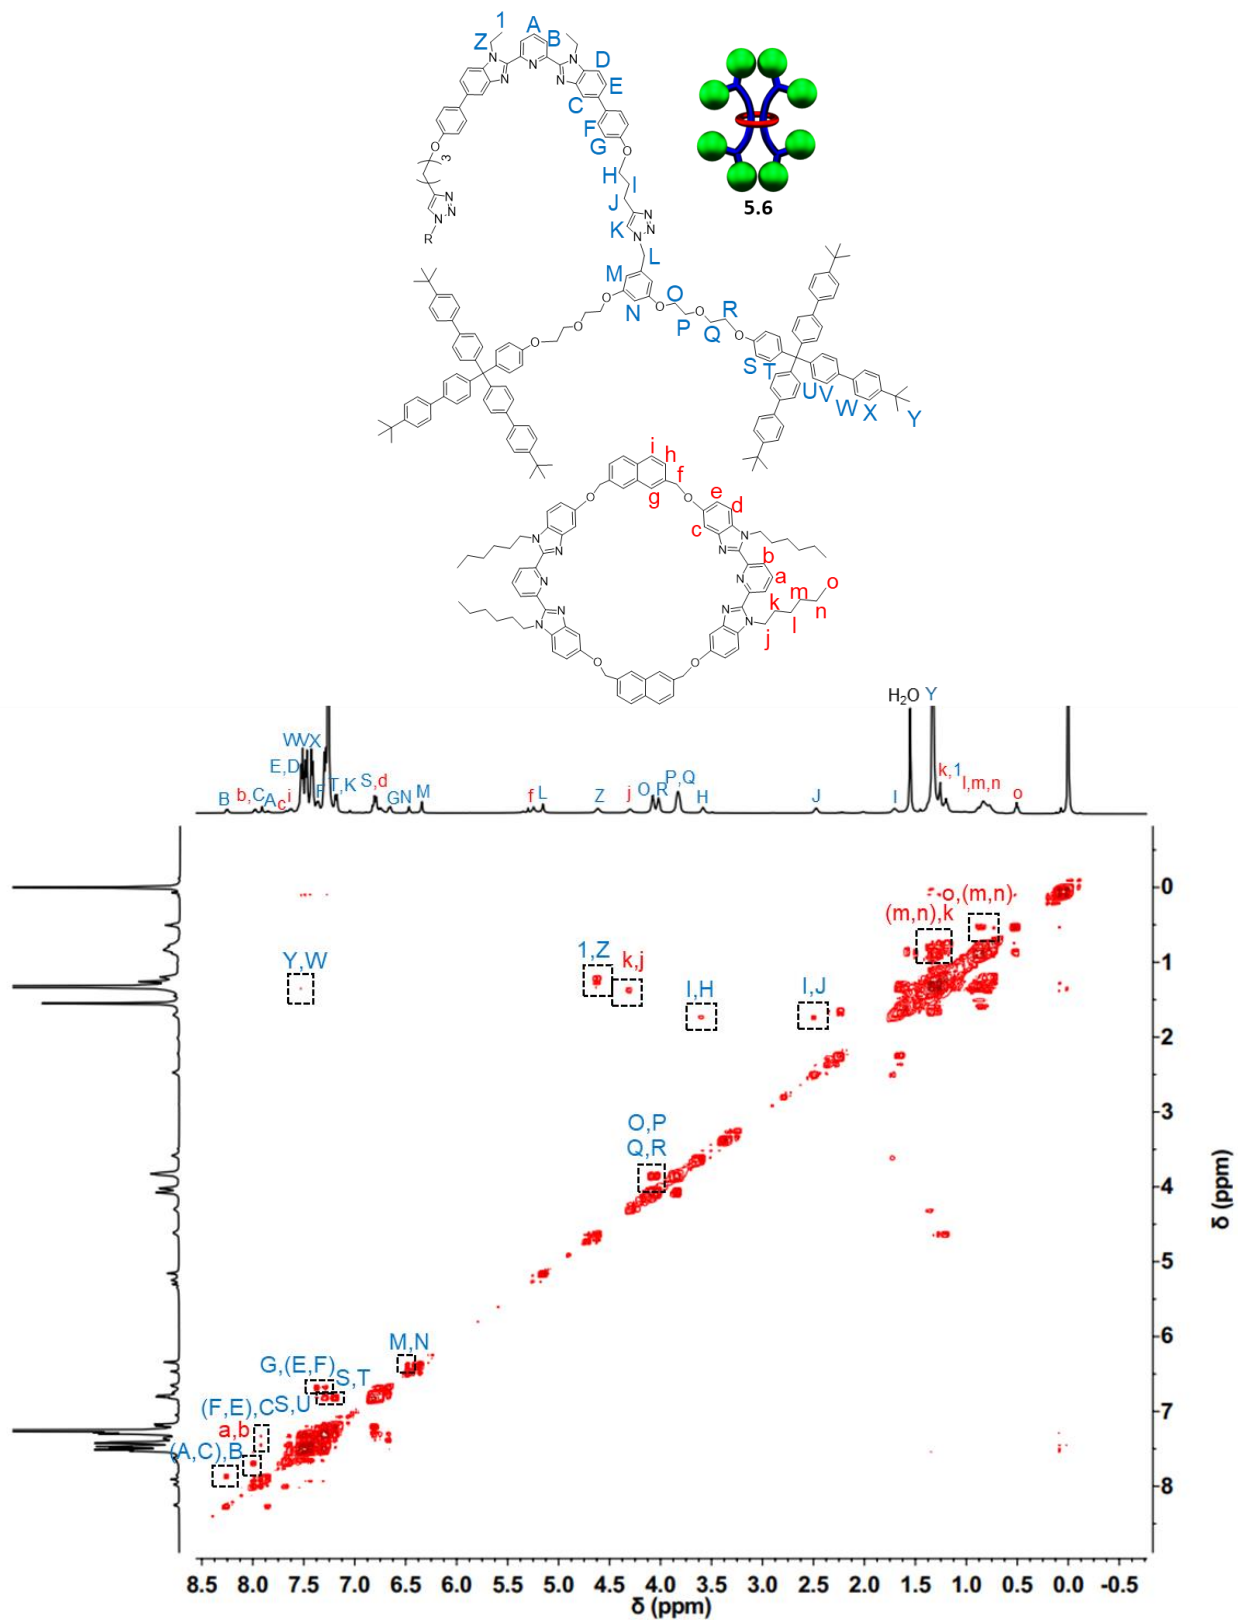 1
A
Z
B
N
N
D
N
N
N
E
C
F
G
O
O
3
H
I
J
N
N
N
K
N
N
N
R
L
5.6
M
O
O
N
O
R
O
O
P
Q
O
O
S
T
U
V
W
X
Y
i
h
f
g
O
O
e
d
c
N
N
N
N
b
N
N
a
o
m
n
k
l
j
N
N
N
N
O
O
H₂O
Y
WVX
E,D
b,C
A
c
i
B
F
T,K
S,d
G
N
M
f
L
Z
j
O,
R
P,Q
H
J
I
k,1
l,m,n
o
o,(m,n)
(m,n),k
Y,W
1,Z
k,j
I,H
I,J
O,P
Q,R
M,N
G,(E,F)
S,T
(F,E),C
S,U
a,b
(A,C),B
0
1
2
3
4
5
6
7
8
δ (ppm)
8.5 8.0 7.5 7.0 6.5 6.0 5.5 5.0 4.5 4.0 3.5 3.0 2.5 2.0 1.5 1.0 0.5 0.0 -0.5
δ (ppm)